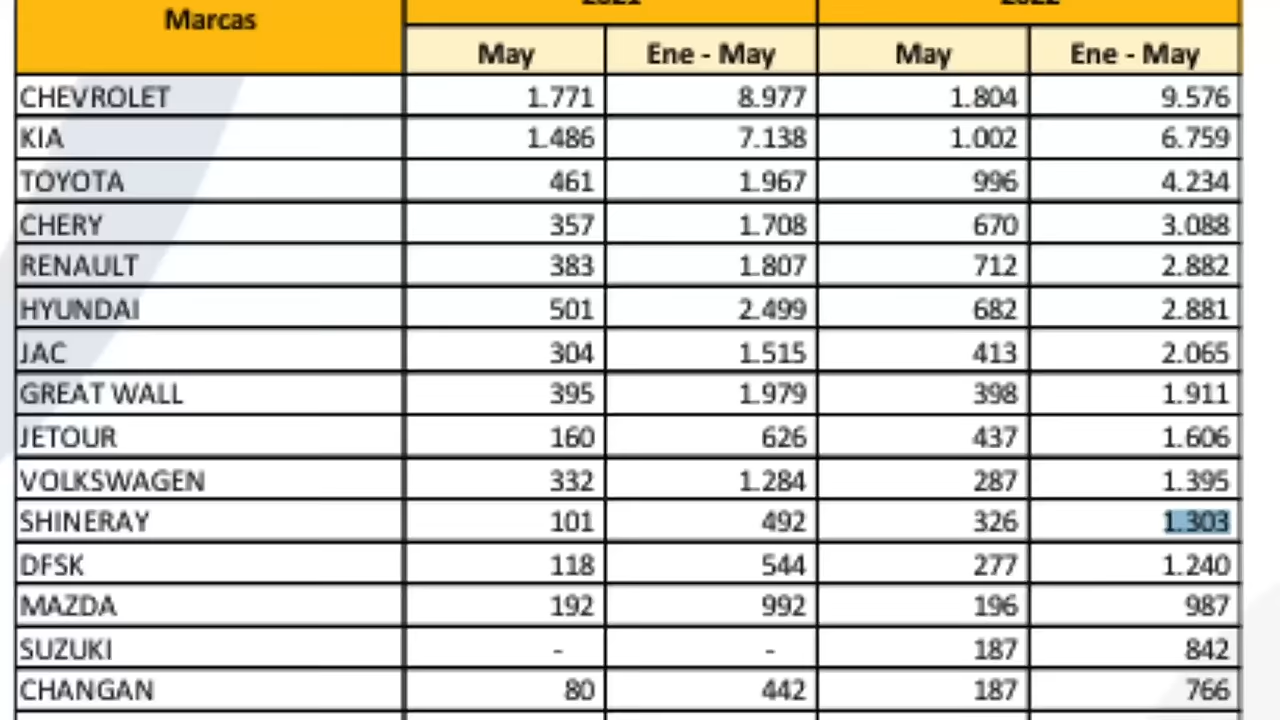 2021 2022
Marcas
May Ene - May May Ene - May
CHEVROLET 1.771 8.977 1.804 9.576
KIA 1.486 7.138 1.002 6.759
TOYOTA 461 1.967 996 4.234
CHERY 357 1.708 670 3.088
RENAULT 383 1.807 712 2.882
HYUNDAI 501 2.499 682 2.881
JAC 304 1.515 413 2.065
GREAT WALL 395 1.979 398 1.911
JETOUR 160 626 437 1.606
VOLKSWAGEN 332 1.284 287 1.395
SHINERAY 101 492 326 1.303
DFSK 118 544 277 1.240
MAZDA 192 992 196 987
SUZUKI - - 187 842
CHANGAN 80 442 187 766